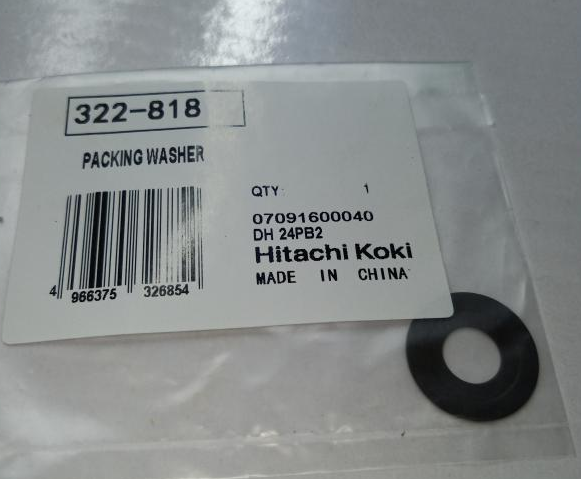 322-818
PACKING WASHER
QTY: 1
07091600040
DH 24PB2
Hitachi Koki
MADE IN CHINA
4 966375 326854